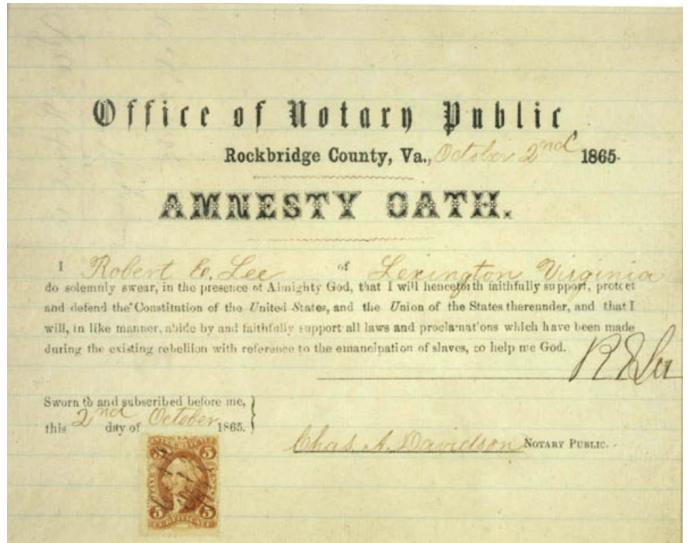 Office of Notary Public
Rockbridge County, Va., October 2nd 1865.
AMNESTY OATH.
I Robert E. Lee of Lexington Virginia
do solemnly swear, in the presence of Almighty God, that I will henceforth faithfully support, protect
and defend the Constitution of the United States, and the Union of the States thereunder, and that I
will, in like manner, abide by and faithfully support all laws and proclamations which have been made
during the existing rebellion with reference to the emancipation of slaves, so help me God.
R E Lee
Sworn to and subscribed before me,
this 2nd day of October 1865.
Chas. A. Davidson NOTARY PUBLIC.
5 5
5 CERTIFICATE 5